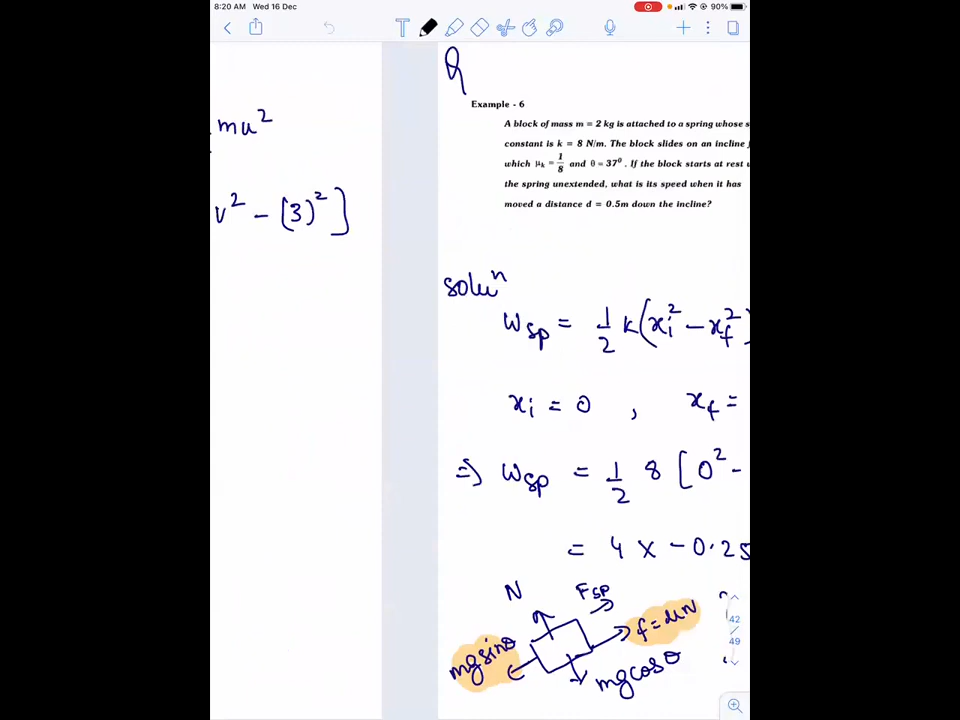 8:20 AM Wed 16 Dec
90%
T
mu²
v² - (3)²]
Q
Example - 6
A block of mass m = 2 kg is attached to a spring whose s
constant is k = 8 N/m. The block slides on an incline f
which μk = 1/8 and θ = 37⁰ . If the block starts at rest w
the spring unextended, what is its speed when it has
moved a distance d = 0.5m down the incline?
soluⁿ
Wsp = 1/2 k(xi² - xf²)
xi = 0 , xf =
⇒ Wsp = 1/2 8 [0² -
= 4 x - 0.25
N
Fsp
f = μN
mg sinθ
mg cosθ
42
/
49